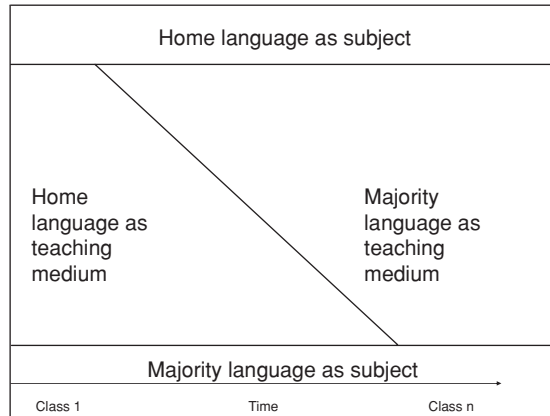 Home language as subject
Home
language as
teaching
medium
Majority
language as
teaching
medium
Majority language as subject
Class 1
Time
Class n